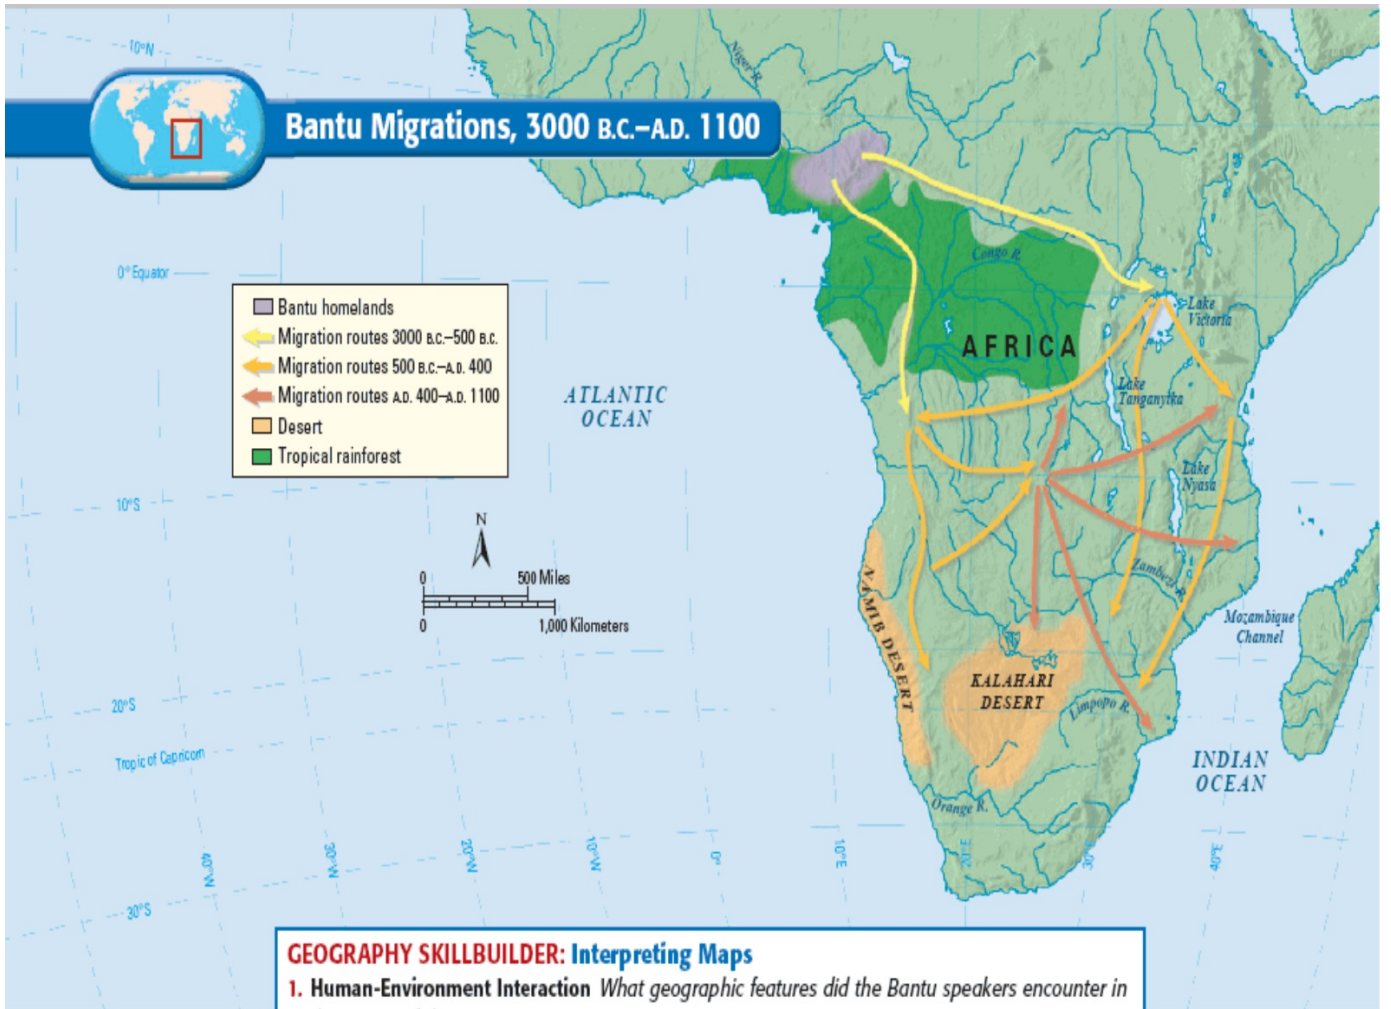 10°N
Niger R.
Bantu Migrations, 3000 B.C.–A.D. 1100
0° Equator
Congo R.
Bantu homelands
Migration routes 3000 B.C.–500 B.C.
Migration routes 500 B.C.–A.D. 400
Migration routes A.D. 400–A.D. 1100
Desert
Tropical rainforest
Lake
Victoria
AFRICA
ATLANTIC
OCEAN
Lake
Tanganyika
Lake
Nyasa
10°S
N
0
500 Miles
0
1,000 Kilometers
Zambezi R.
Mozambique
Channel
NAMIB DESERT
KALAHARI
DESERT
Limpopo R.
20°S
Tropic of Capricorn
INDIAN
OCEAN
Orange R.
40°W
30°W
20°W
10°W
0°
10°E
20°E
30°E
40°E
30°S
GEOGRAPHY SKILLBUILDER: Interpreting Maps
1. Human-Environment Interaction What geographic features did the Bantu speakers encounter in